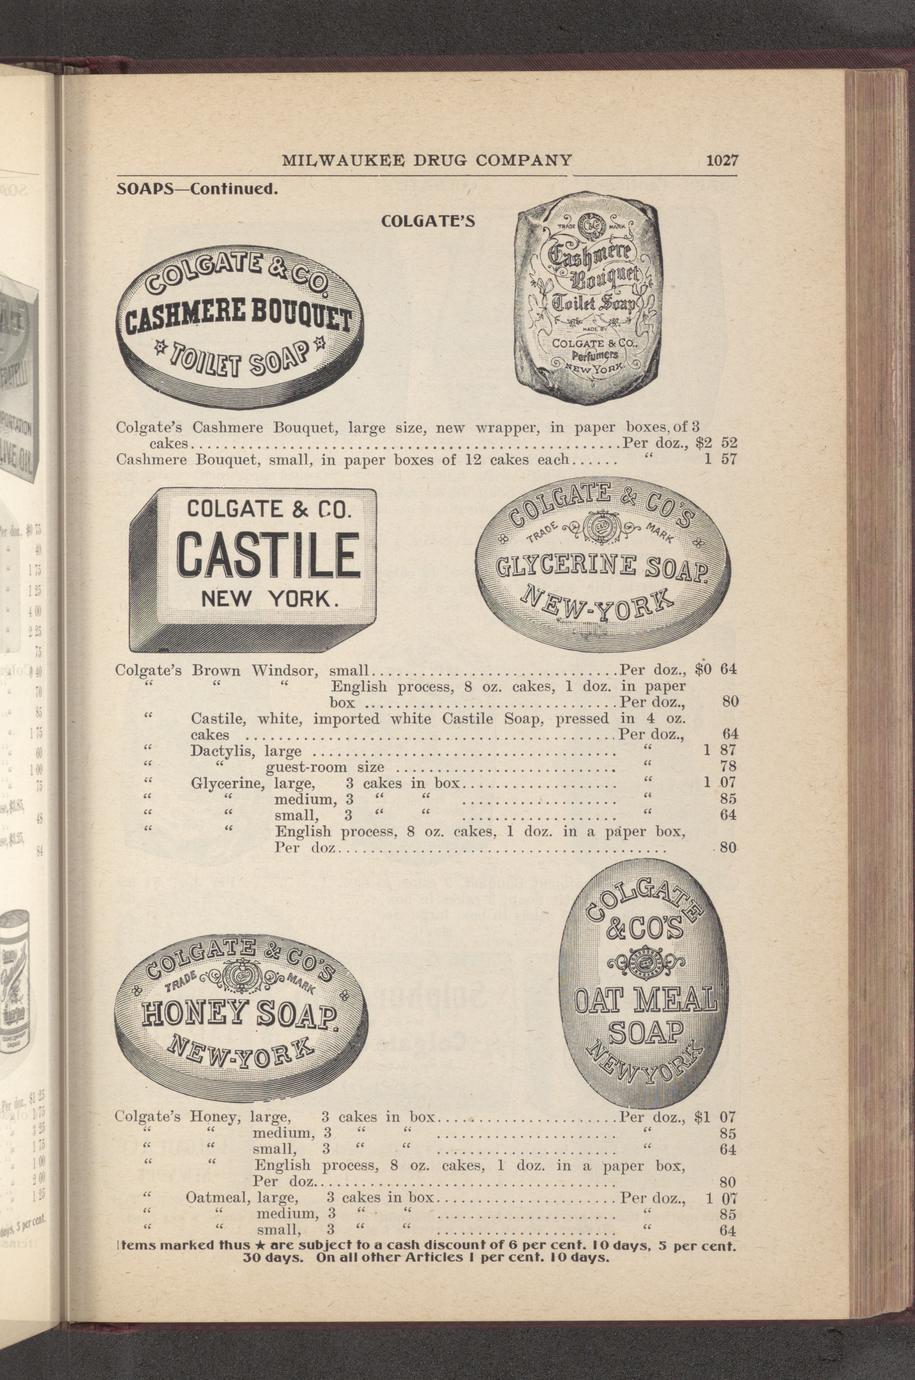 MILWAUKEE DRUG COMPANY 1027
SOAPS—Continued.
COLGATE'S
COLGATE & CO.
CASHMERE BOUQUET
TOILET SOAP
TRADE MARK
Cashmere
Bouquet
Toilet Soap
MADE BY
COLGATE & CO.,
Perfumers
NEW YORK
Colgate's Cashmere Bouquet, large size, new wrapper, in paper boxes, of 3
cakes............Per doz., $2 52
Cashmere Bouquet, small, in paper boxes of 12 cakes each...... “ 1 57
COLGATE & CO.
CASTILE
NEW YORK.
COLGATE & CO'S
TRADE MARK
GLYCERINE SOAP.
NEW-YORK
Colgate's Brown Windsor, small............Per doz., $0 64
“ “ “ English process, 8 oz. cakes, 1 doz. in paper
box ............Per doz., 80
“ Castile, white, imported white Castile Soap, pressed in 4 oz.
cakes ............Per doz., 64
“ Dactylis, large ............ “ 1 87
“ “ guest-room size ............ “ 78
“ Glycerine, large, 3 cakes in box............ “ 1 07
“ “ medium, 3 “ “ ............ “ 85
“ “ small, 3 “ “ ............ “ 64
“ “ English process, 8 oz. cakes, 1 doz. in a paper box,
Per doz............ 80
COLGATE & CO'S
TRADE MARK
HONEY SOAP.
NEW-YORK
COLGATE
& CO'S
OAT MEAL
SOAP
NEW YORK
Colgate's Honey, large, 3 cakes in box............Per doz., $1 07
“ “ medium, 3 “ “ ............ “ 85
“ “ small, 3 “ “ ............ “ 64
“ “ English process, 8 oz. cakes, 1 doz. in a paper box,
Per doz............ 80
“ Oatmeal, large, 3 cakes in box............Per doz., 1 07
“ “ medium, 3 “ “ ............ “ 85
“ “ small, 3 “ “ ............ “ 64
Items marked thus ★ are subject to a cash discount of 6 per cent. 10 days, 5 per cent.
30 days. On all other Articles 1 per cent. 10 days.